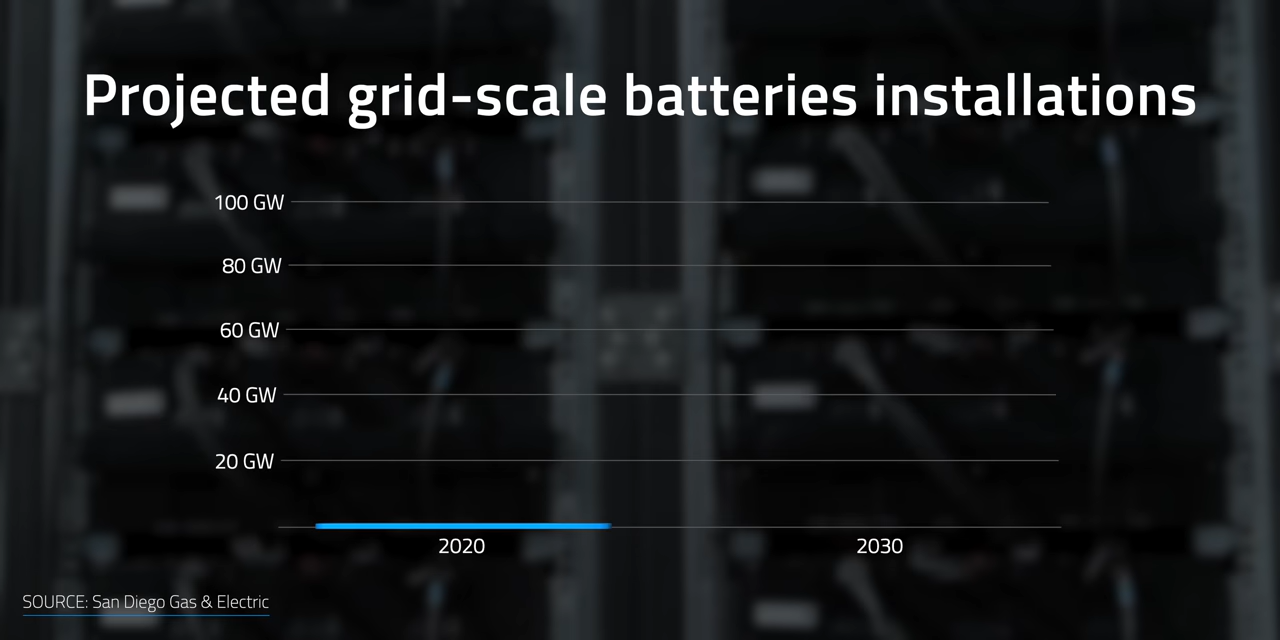 Projected grid-scale batteries installations
100 GW
80 GW
60 GW
40 GW
20 GW
2020 2030
SOURCE: San Diego Gas & Electric